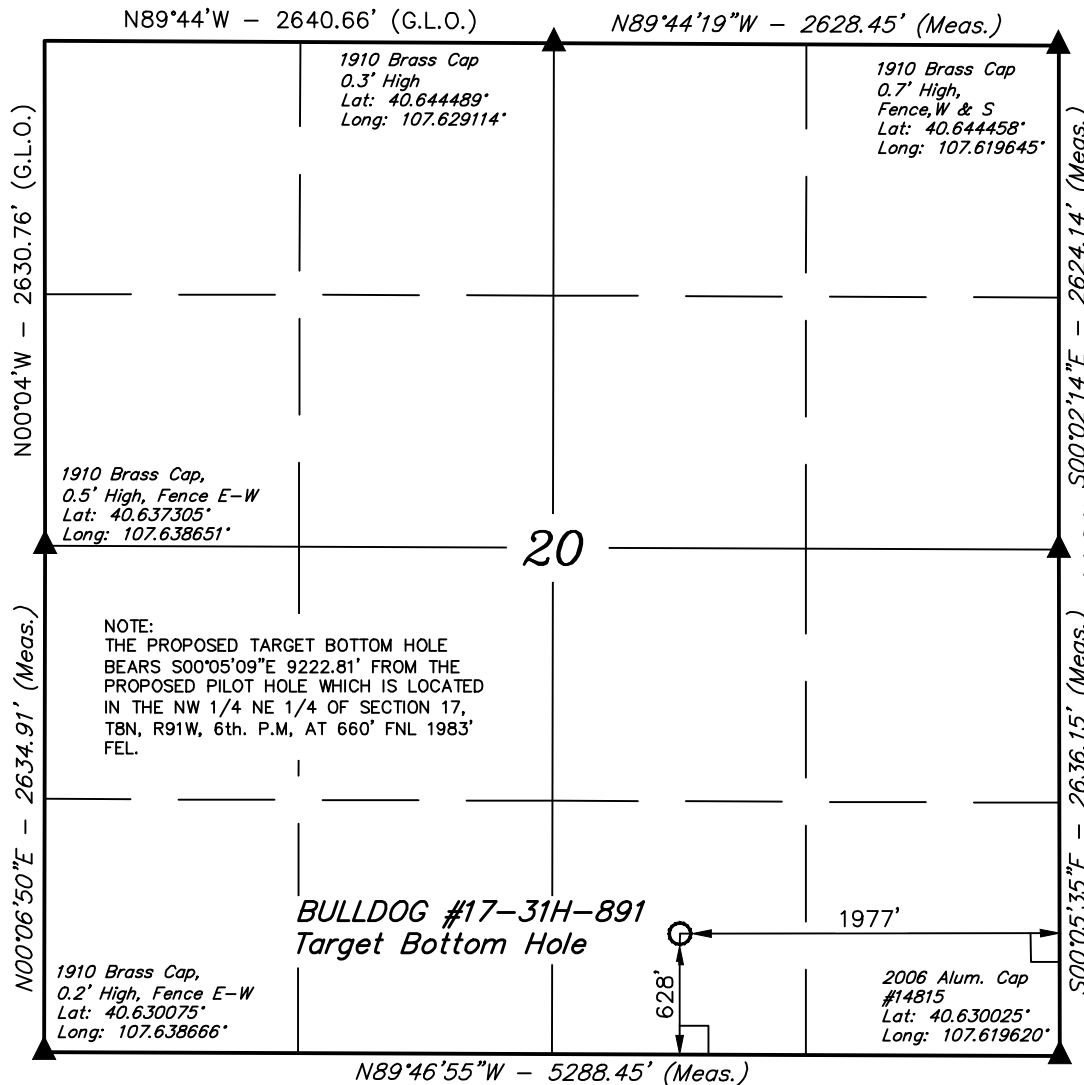 N89°44'W - 2640.66' (G.L.O.)
N89°44'19"W - 2628.45' (Meas.)
1910 Brass Cap
0.3' High
Lat: 40.644489°
Long: 107.629114°
1910 Brass Cap
0.7' High,
Fence,W & S
Lat: 40.644458°
Long: 107.619645°
N00°04'W - 2630.76' (G.L.O.)
S00°02'14"E - 2624.14' (Meas.)
1910 Brass Cap,
0.5' High, Fence E-W
Lat: 40.637305°
Long: 107.638651°
20
NOTE:
THE PROPOSED TARGET BOTTOM HOLE
BEARS S00°05'09"E 9222.81' FROM THE
PROPOSED PILOT HOLE WHICH IS LOCATED
IN THE NW 1/4 NE 1/4 OF SECTION 17,
T8N, R91W, 6th. P.M, AT 660' FNL 1983'
FEL.
N00°06'50"E - 2634.91' (Meas.)
S00°05'35"E - 2636.15' (Meas.)
BULLDOG #17-31H-891
Target Bottom Hole
1977'
628'
1910 Brass Cap,
0.2' High, Fence E-W
Lat: 40.630075°
Long: 107.638666°
2006 Alum. Cap
#14815
Lat: 40.630025°
Long: 107.619620°
N89°46'55"W - 5288.45' (Meas.)